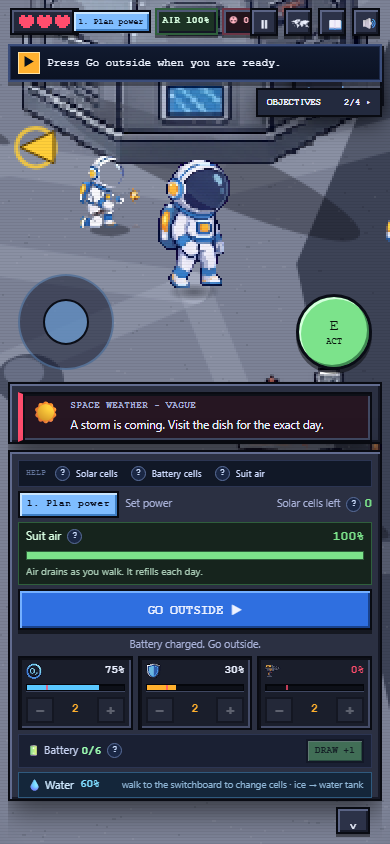 1. Plan power
AIR 100%
0
Press Go outside when you are ready.
OBJECTIVES 2/4
E
ACT
SPACE WEATHER - VAGUE
A storm is coming. Visit the dish for the exact day.
HELP ? Solar cells ? Battery cells ? Suit air
1. Plan power Set power Solar cells left ? 0
Suit air ? 100%
Air drains as you walk. It refills each day.
GO OUTSIDE ▶
Battery charged. Go outside.
O₂ 75% 30% 0%
− 2 + − 2 + − 2 +
Battery 0/6 ? DRAW +1
Water 60% walk to the switchboard to change cells · ice → water tank
v